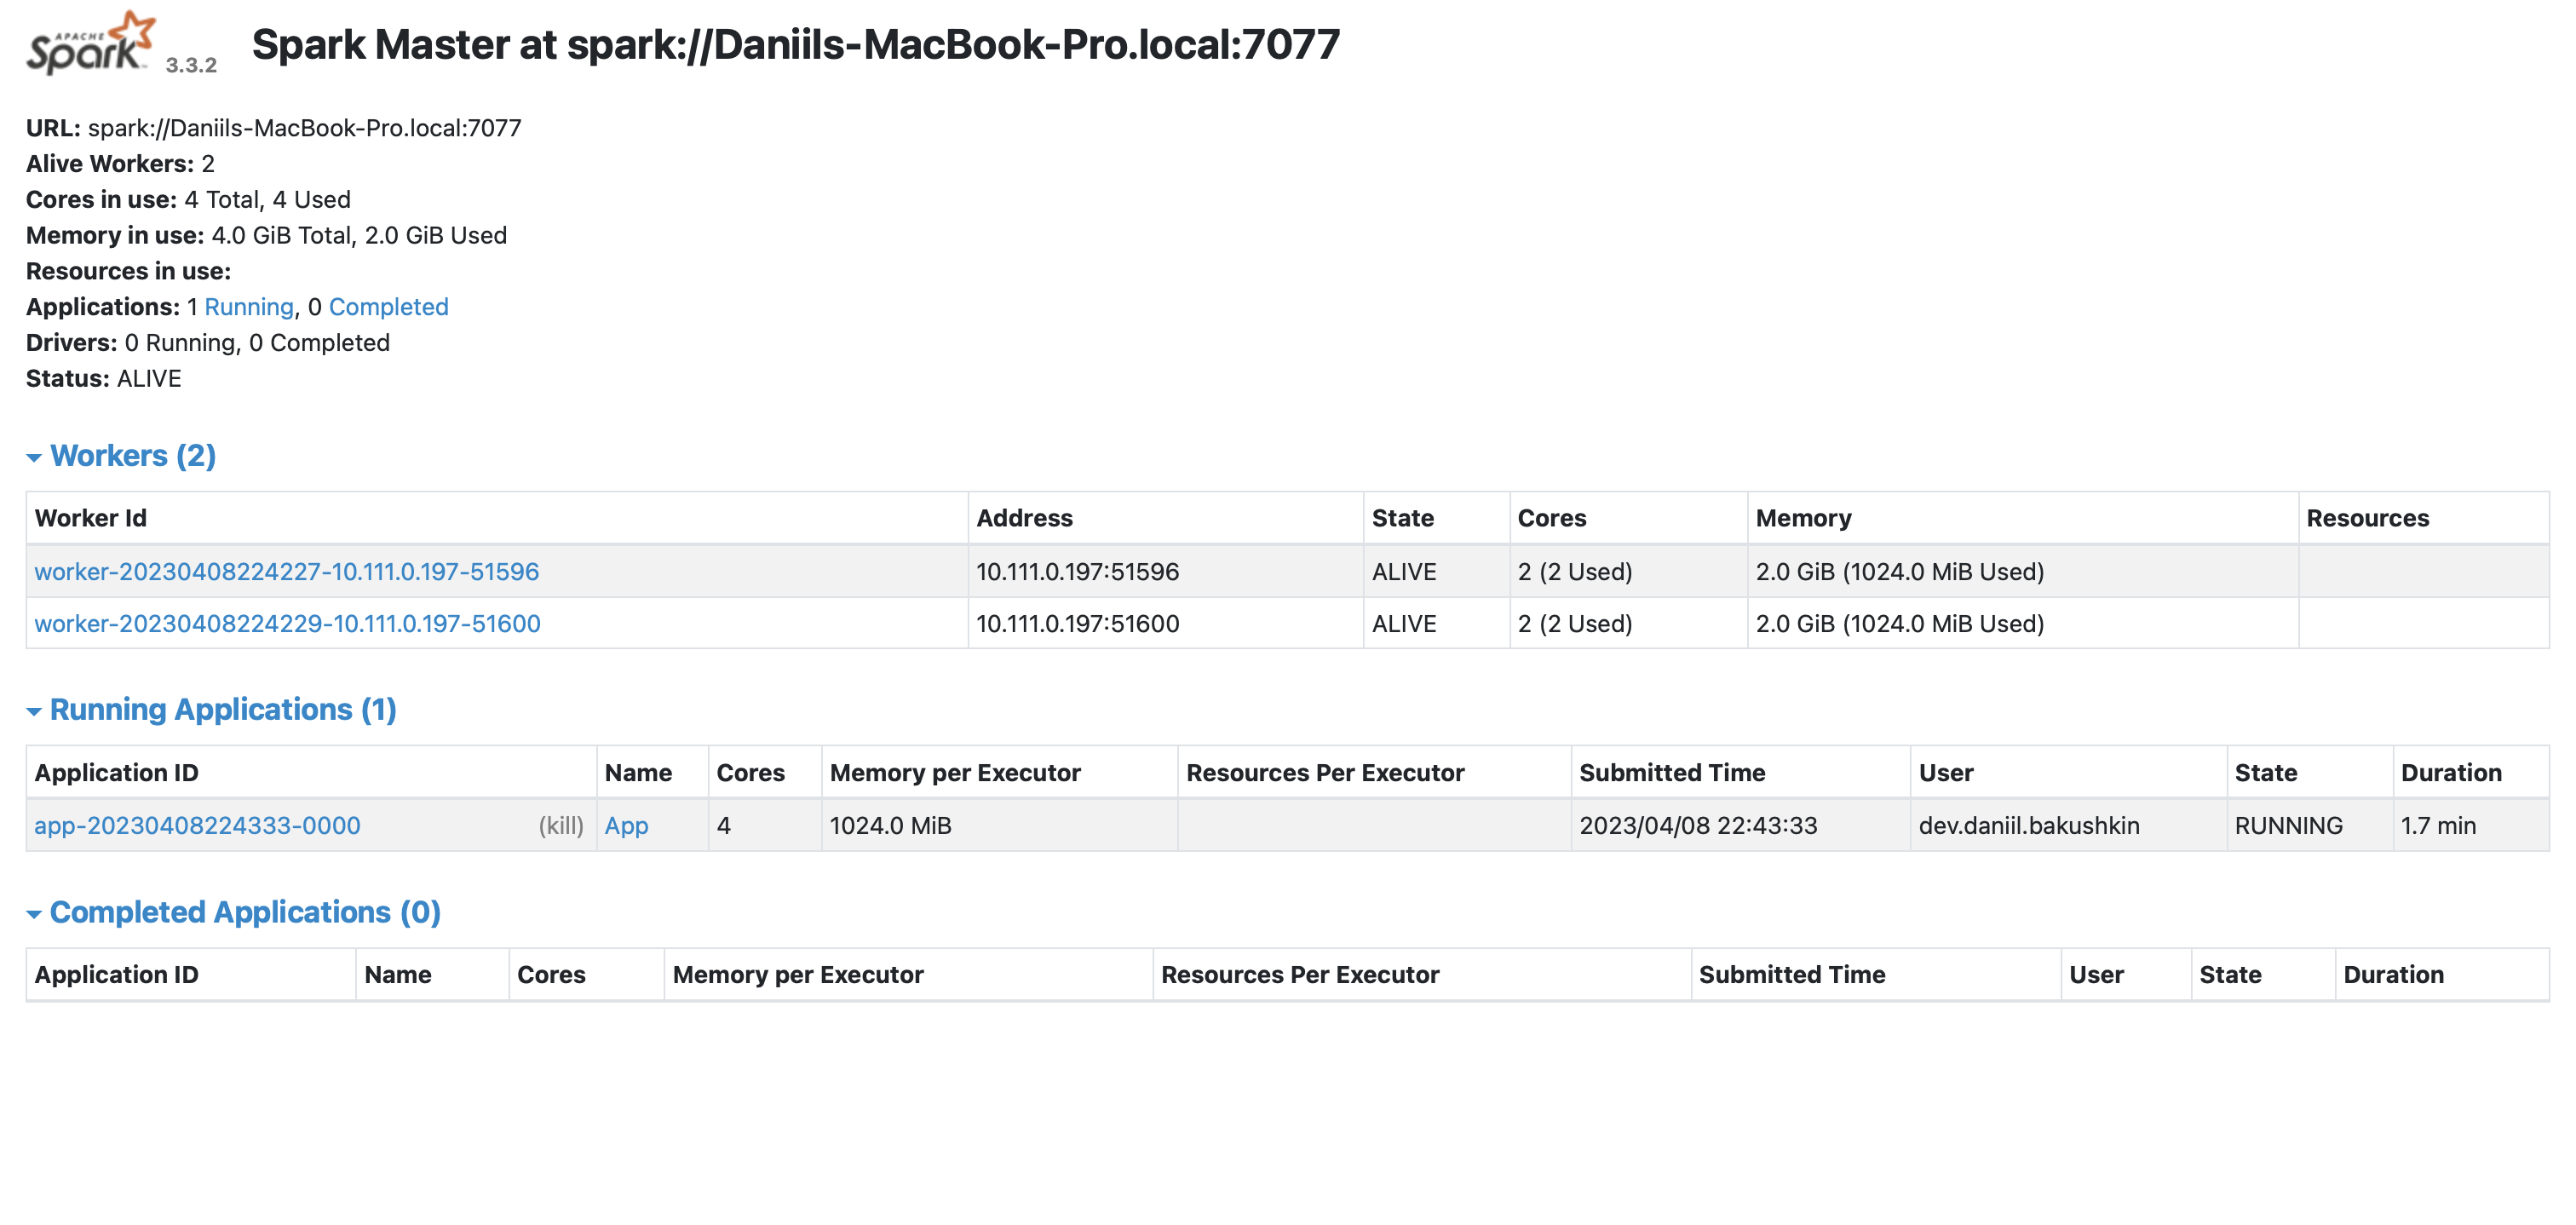 APACHE
Spark™ 3.3.2 Spark Master at spark://Daniils-MacBook-Pro.local:7077
URL: spark://Daniils-MacBook-Pro.local:7077
Alive Workers: 2
Cores in use: 4 Total, 4 Used
Memory in use: 4.0 GiB Total, 2.0 GiB Used
Resources in use:
Applications: 1 Running, 0 Completed
Drivers: 0 Running, 0 Completed
Status: ALIVE
Workers (2)
Worker Id Address State Cores Memory Resources
worker-20230408224227-10.111.0.197-51596 10.111.0.197:51596 ALIVE 2 (2 Used) 2.0 GiB (1024.0 MiB Used)
worker-20230408224229-10.111.0.197-51600 10.111.0.197:51600 ALIVE 2 (2 Used) 2.0 GiB (1024.0 MiB Used)
Running Applications (1)
Application ID Name Cores Memory per Executor Resources Per Executor Submitted Time User State Duration
app-20230408224333-0000 (kill) App 4 1024.0 MiB 2023/04/08 22:43:33 dev.daniil.bakushkin RUNNING 1.7 min
Completed Applications (0)
Application ID Name Cores Memory per Executor Resources Per Executor Submitted Time User State Duration